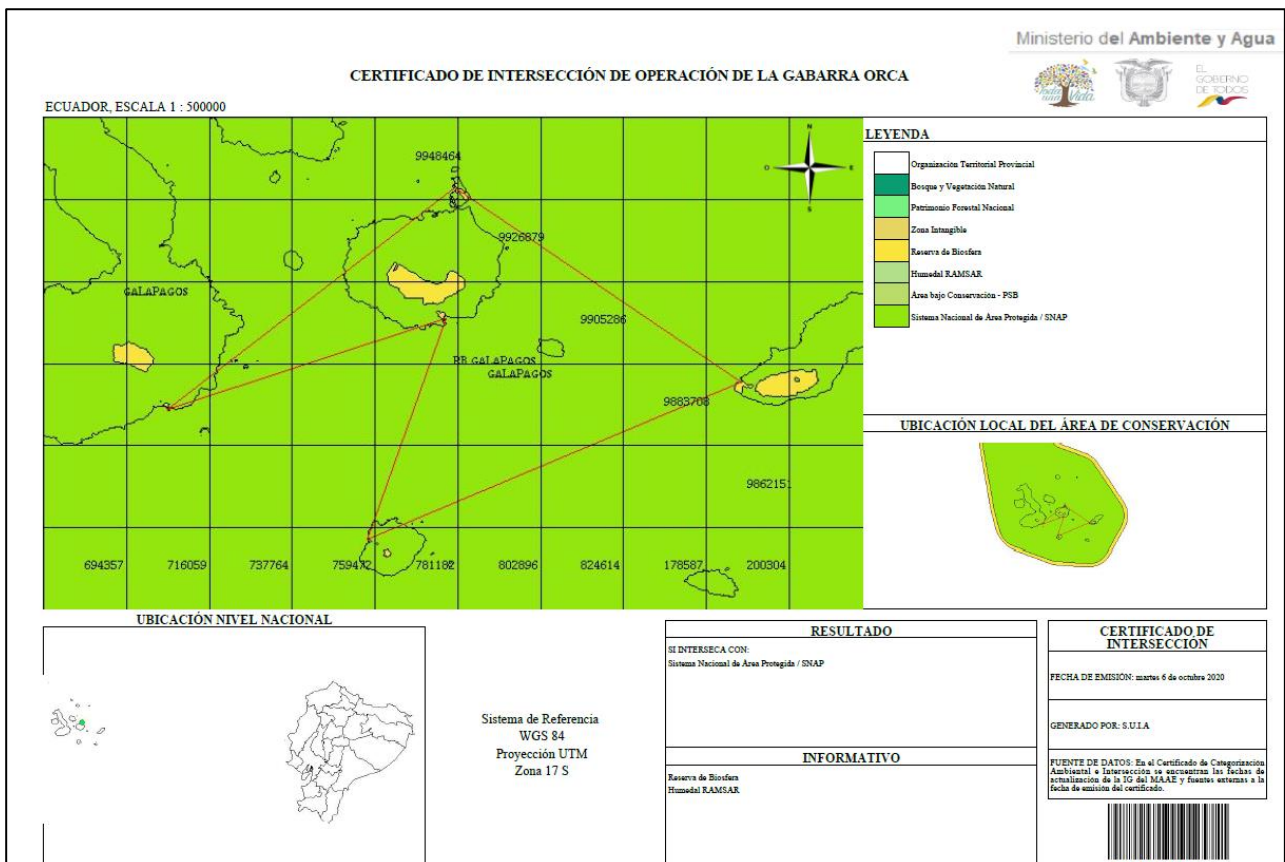 Ministerio del Ambiente y Agua
CERTIFICADO DE INTERSECCIÓN DE OPERACIÓN DE LA GABARRA ORCA
Toda una Vida
EL GOBIERNO DE TODOS
ECUADOR, ESCALA 1 : 500000
N
O
E
S
9948464
9926879
GALAPAGOS
9905286
RB GALAPAGOS
GALAPAGOS
9883708
9862151
694357
716059
737764
759472
781182
802896
824614
178587
200304
LEYENDA
Organización Territorial Provincial
Bosque y Vegetación Natural
Patrimonio Forestal Nacional
Zona Intangible
Reserva de Biosfera
Humedal RAMSAR
Área bajo Conservación - PSB
Sistema Nacional de Área Protegida / SNAP
UBICACIÓN LOCAL DEL ÁREA DE CONSERVACIÓN
UBICACIÓN NIVEL NACIONAL
Sistema de Referencia
WGS 84
Proyección UTM
Zona 17 S
RESULTADO
SI INTERSECA CON:
Sistema Nacional de Área Protegida / SNAP
INFORMATIVO
Reserva de Biosfera
Humedal RAMSAR
CERTIFICADO DE
INTERSECCIÓN
FECHA DE EMISIÓN: martes 6 de octubre 2020
GENERADO POR: S.U.I.A
FUENTE DE DATOS: En el Certificado de Categorización
Ambiental e Intersección se encuentran las fechas de
actualización de la IG del MAAE y fuentes externas a la
fecha de emisión del certificado.